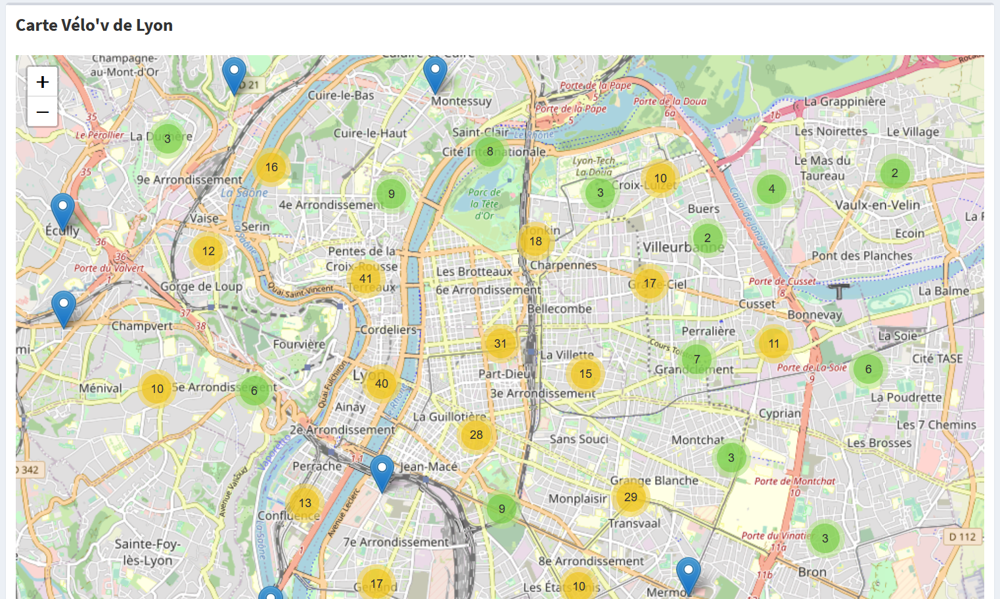 Carte Vélo'v de Lyon
Champagne-
au-Mont-d'Or
+
−
D 21
Cuire-le-Bas
Montessuy
Porte de la Pape
5
Porte de la Pape
5
Porte de la Doua
6a
1b
La Grappinière
35
Le Pérollier
La Duchère
3
Cuire-le-Haut
Saint-Clair
Le Rhône
Cité Internationale
8
Les Noirettes
Le Village
35
16
9e Arrondissement
La Saône
Lyon-Tech
La Doua
10
Croix-Luizet
3
Le Mas du
Taureau
2
4
9
4e Arrondissement
Parc de
la Tête
d'Or
Canal de Jonage
Vaulx-en-Velin
Buers
Vaise
Serin
la Saône
Écully
36
36
12
Tonkin
18
2
Villeurbanne
Ecoin
Pont des Planches
Porte du Valvert
1
Pentes de la
Croix-Rousse
41
Terreaux
Les Brotteaux
6e Arrondissement
Charpennes
17
Gratte-Ciel
Porte de Cusset
8
La Balme
Gorge de Loup
Quai Saint-Vincent
Bellecombe
Cusset
Bonnevay
37
38
Champvert
Cordeliers
Perralière
La Soie
Fourvière
31
La Villette
Cours Tolstoï
7
Grandclément
11
Porte de La-Soie
9
6
Cité TASE
Lyon
40
Part-Dieu
15
3e Arrondissement
Ménival
10
5e Arrondissement
6
Quai Fulchiron
le Rhône
La Poudrette
Ainay
La Guillotière
Cyprian
2e Arrondissement
28
Sans Souci
Montchat
Les 7 Chemins
Les Brosses
Vaporetto
3
D 342
Perrache
1.1
Jean-Macé
Grange Blanche
Porte de Montchat
10
Avenue Valioud
13
Confluence
Avenue Leclerc
9
Monplaisir
29
Transvaal
la Saône
1
Sainte-Foy-
lès-Lyon
7e Arrondissement
Porte du Vinatier
11a
3
D 112
8e Arrondissement
11b
Bron
17
Gerland
Les États-Unis
10
Mermoz